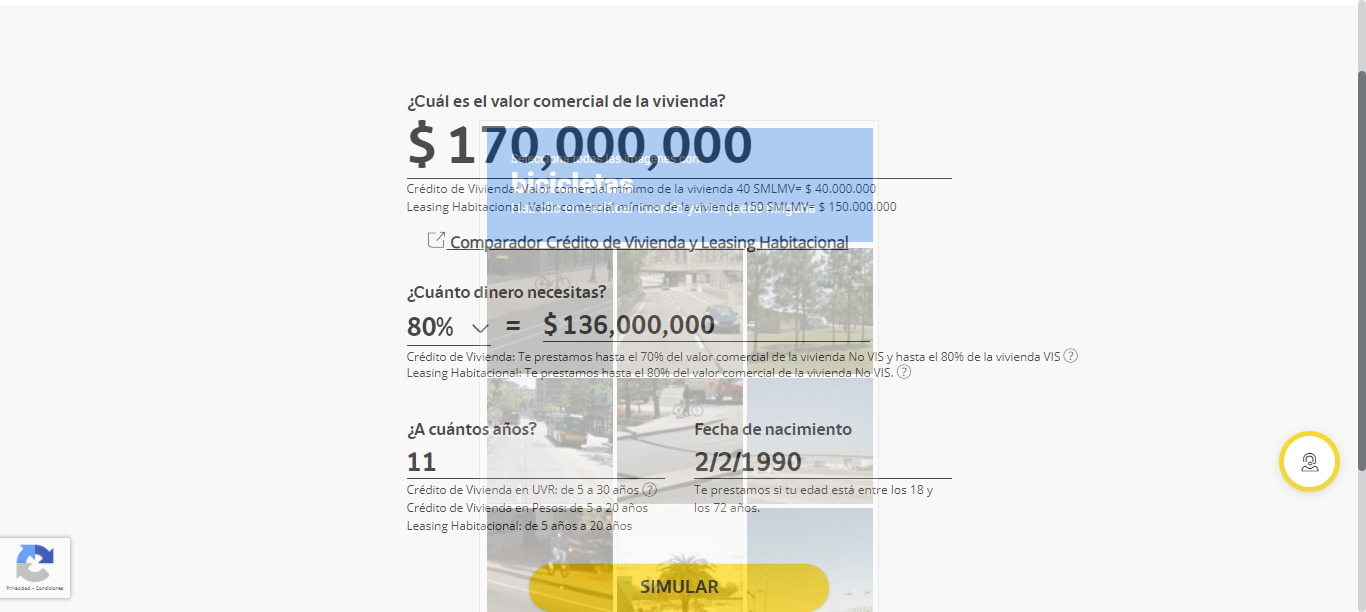 ¿Cuál es el valor comercial de la vivienda?
$ 170,000,000
Selecciona todas las imágenes con
bicicletas
Crédito de Vivienda: Valor comercial mínimo de la vivienda 40 SMLMV= $ 40.000.000
Leasing Habitacional: Valor comercial mínimo de la vivienda 150 SMLMV= $ 150.000.000
Comparador Crédito de Vivienda y Leasing Habitacional
¿Cuánto dinero necesitas?
80% = $ 136,000,000
Crédito de Vivienda: Te prestamos hasta el 70% del valor comercial de la vivienda No VIS y hasta el 80% de la vivienda VIS ?
Leasing Habitacional: Te prestamos hasta el 80% del valor comercial de la vivienda No VIS. ?
¿A cuántos años?
11
Crédito de Vivienda en UVR: de 5 a 30 años ?
Crédito de Vivienda en Pesos: de 5 a 20 años
Leasing Habitacional: de 5 años a 20 años
Fecha de nacimiento
2/2/1990
Te prestamos si tu edad está entre los 18 y
los 72 años.
SIMULAR
Privacidad - Condiciones